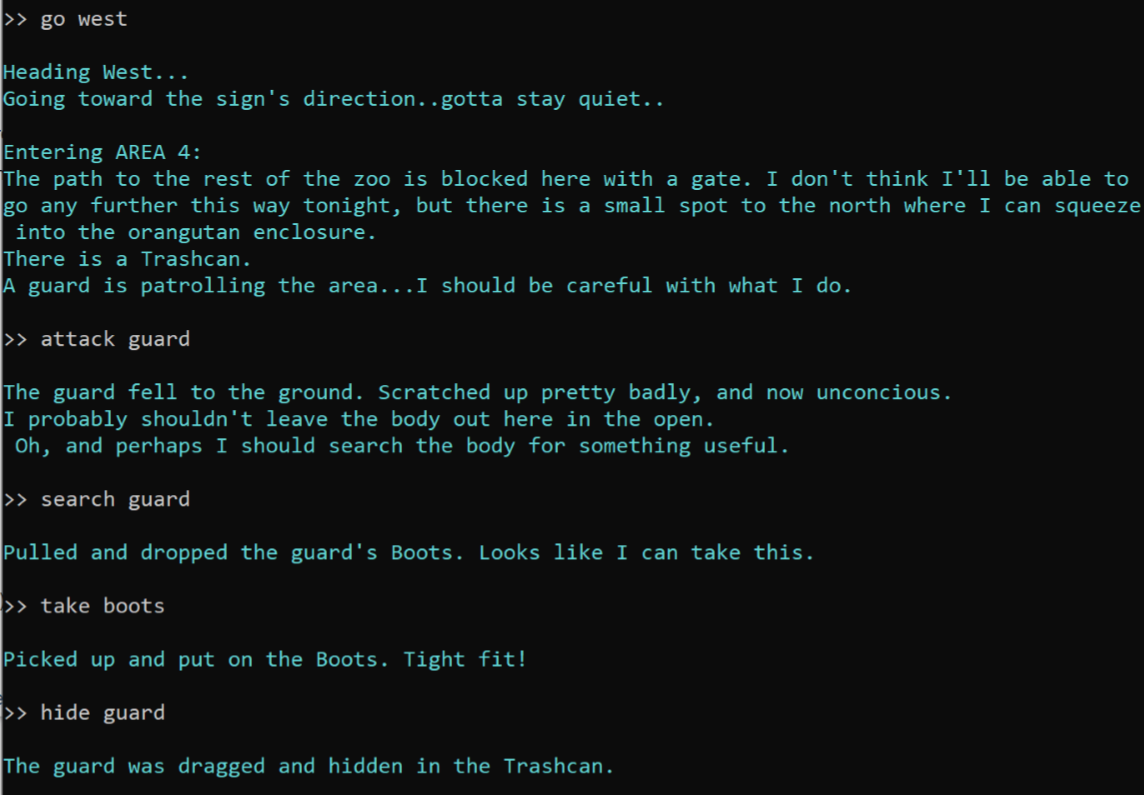 >> go west
Heading West...
Going toward the sign's direction..gotta stay quiet..
Entering AREA 4:
The path to the rest of the zoo is blocked here with a gate. I don't think I'll be able to
go any further this way tonight, but there is a small spot to the north where I can squeeze
into the orangutan enclosure.
There is a Trashcan.
A guard is patrolling the area...I should be careful with what I do.
>> attack guard
The guard fell to the ground. Scratched up pretty badly, and now unconcious.
I probably shouldn't leave the body out here in the open.
Oh, and perhaps I should search the body for something useful.
>> search guard
Pulled and dropped the guard's Boots. Looks like I can take this.
>> take boots
Picked up and put on the Boots. Tight fit!
>> hide guard
The guard was dragged and hidden in the Trashcan.